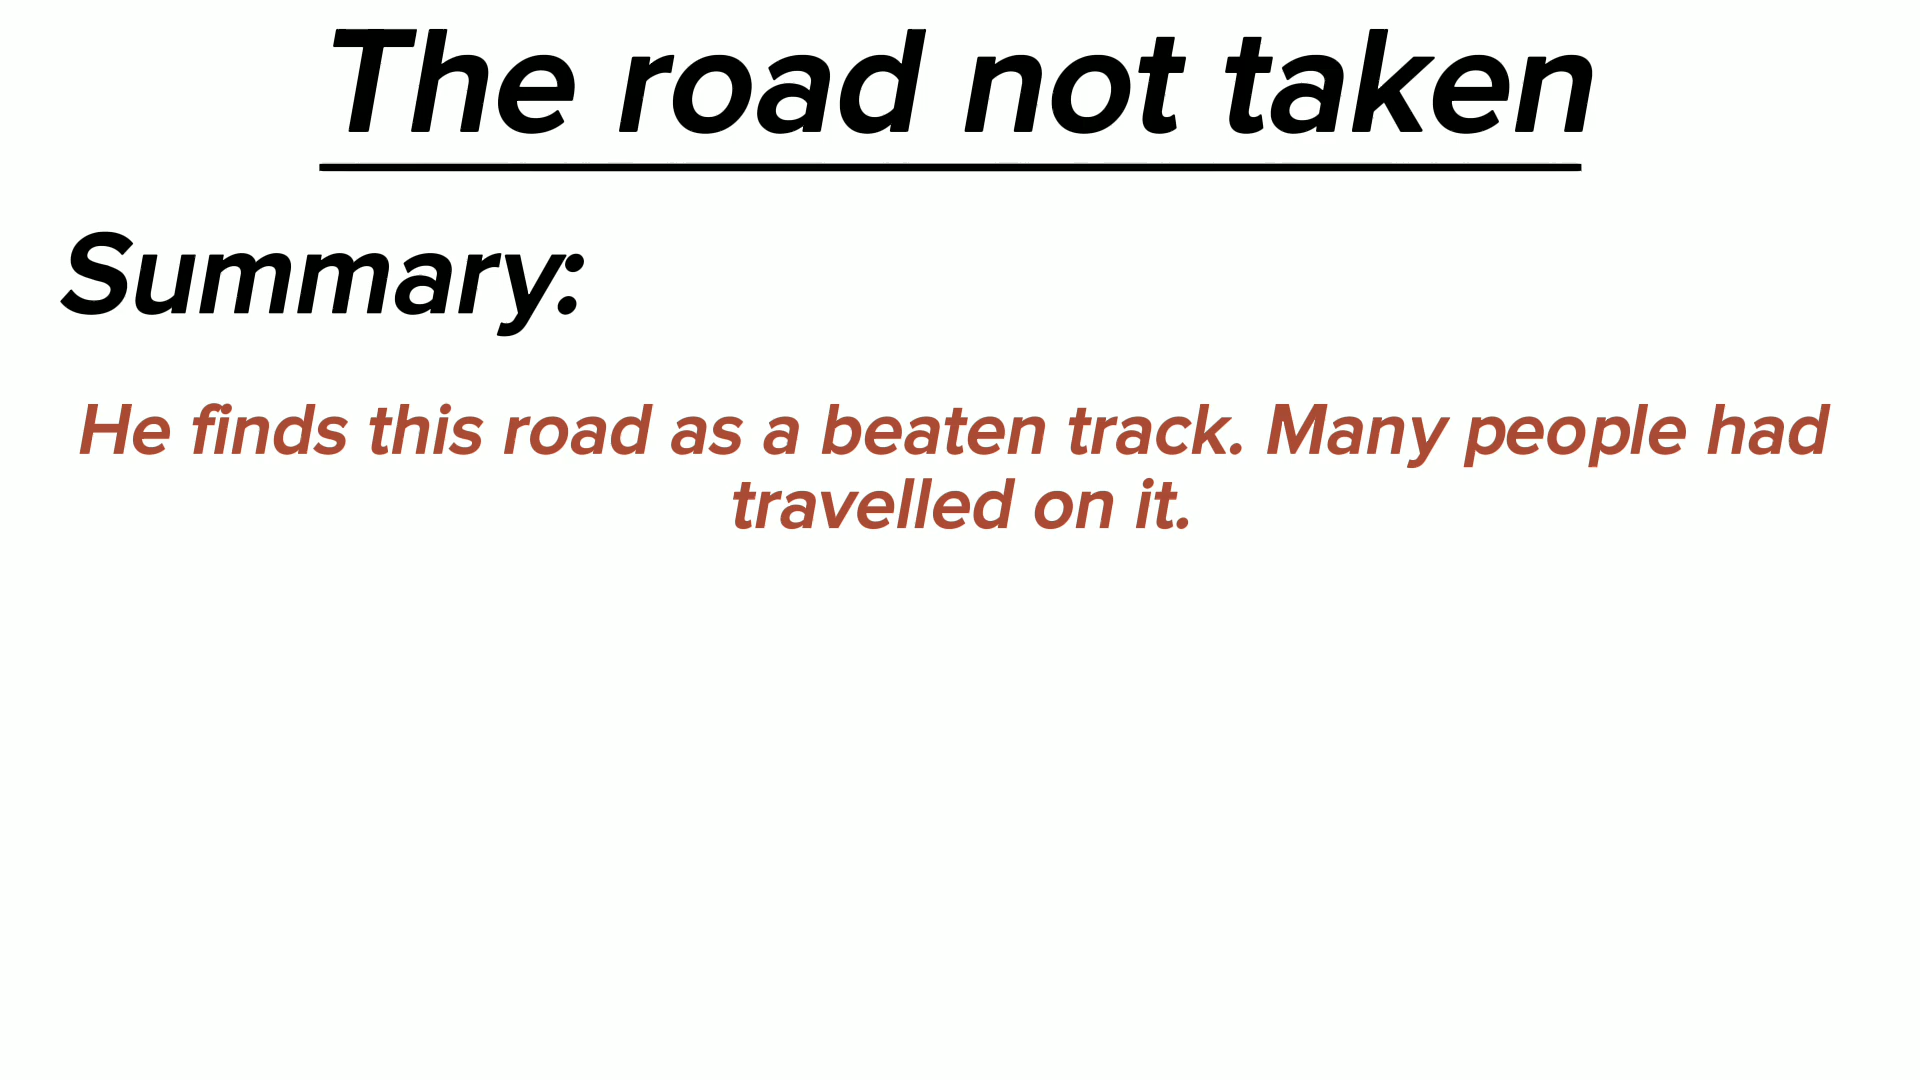 The road not taken
Summary:
He finds this road as a beaten track. Many people had
travelled on it.